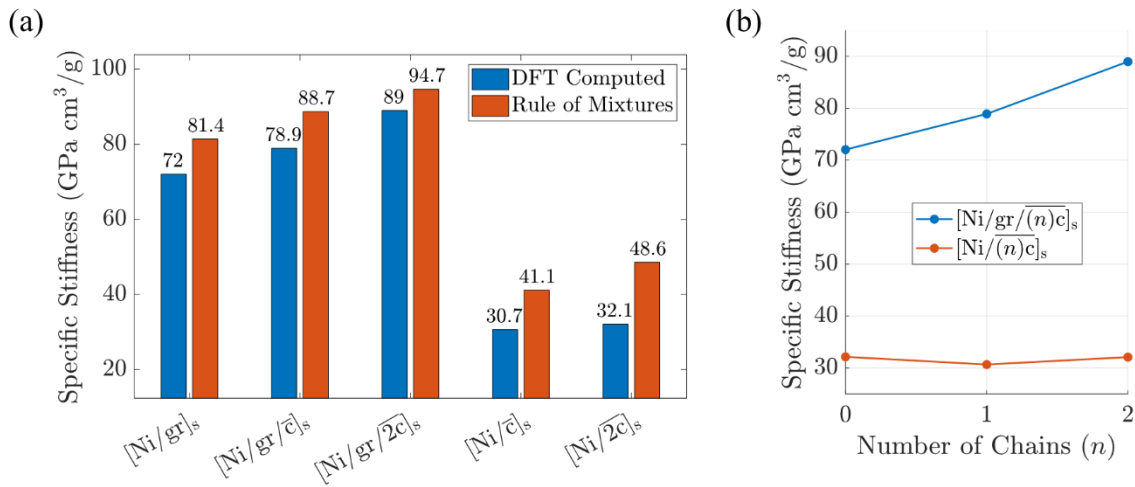 (a)
(b)
Specific Stiffness (GPa cm³/g)
100
80
60
40
20
DFT Computed
Rule of Mixtures
72
81.4
78.9
88.7
89
94.7
30.7
41.1
32.1
48.6
[Ni/gr]ₛ
[Ni/gr/c̅]ₛ
[Ni/gr/2̅c̅]ₛ
[Ni/c̅]ₛ
[Ni/2̅c̅]ₛ
Specific Stiffness (GPa cm³/g)
90
80
70
60
50
40
30
[Ni/gr/(̅n̅)̅c̅]ₛ
[Ni/(̅n̅)̅c̅]ₛ
0
1
2
Number of Chains (n)